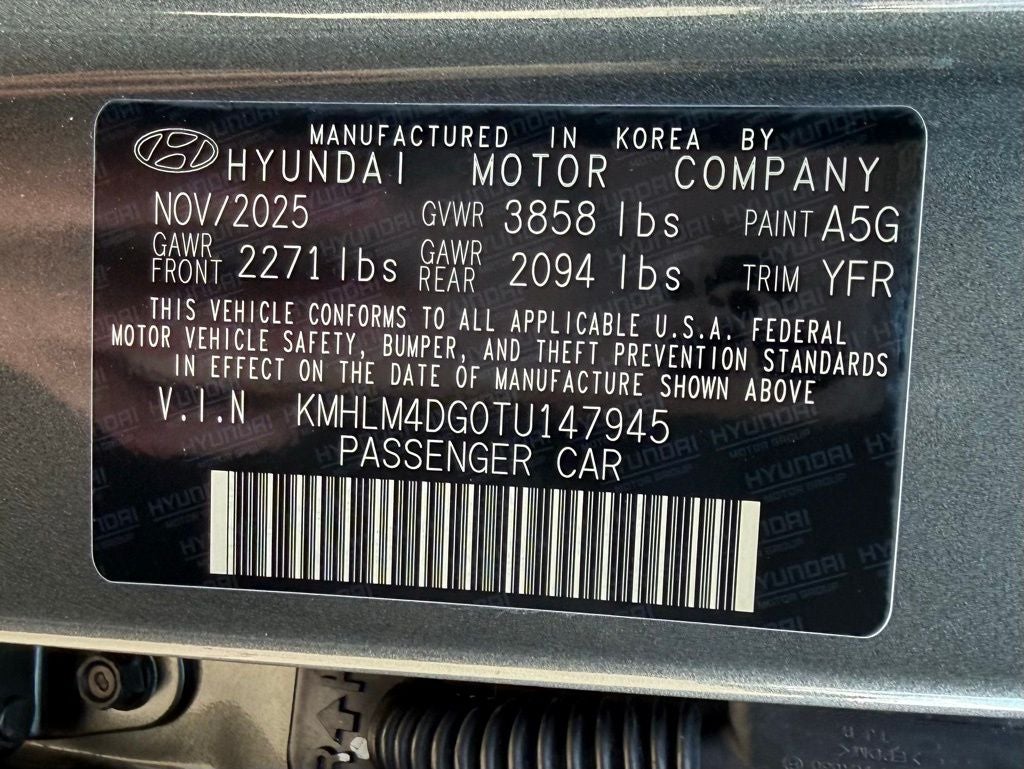 MANUFACTURED IN KOREA BY
HYUNDAI MOTOR COMPANY
NOV/2025 GVWR 3858 lbs PAINT A5G
GAWR FRONT 2271 lbs GAWR REAR 2094 lbs TRIM YFR
THIS VEHICLE CONFORMS TO ALL APPLICABLE U.S.A. FEDERAL
MOTOR VEHICLE SAFETY, BUMPER, AND THEFT PREVENTION STANDARDS
IN EFFECT ON THE DATE OF MANUFACTURE SHOWN ABOVE
V.I.N KMHLM4DG0TU147945
PASSENGER CAR